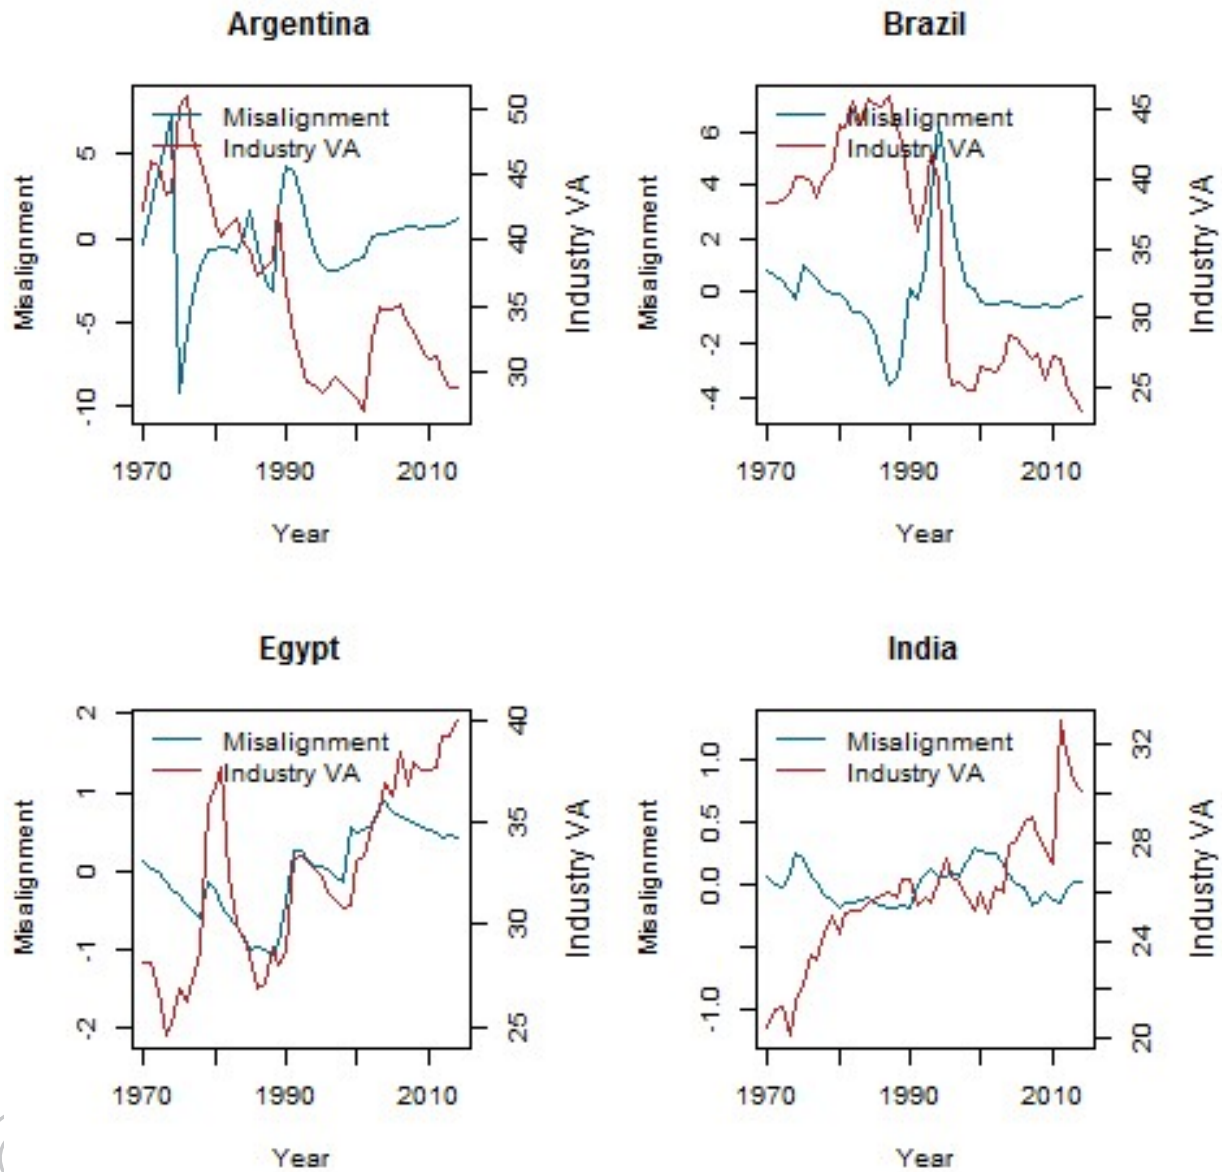 Argentina
Misalignment
Industry VA
Misalignment
-10 -5 0 5
Industry VA
30 35 40 45 50
1970 1990 2010
Year
Brazil
Misalignment
Industry VA
Misalignment
-4 -2 0 2 4 6
Industry VA
25 30 35 40 45
1970 1990 2010
Year
Egypt
Misalignment
Industry VA
Misalignment
-2 -1 0 1 2
Industry VA
25 30 35 40
1970 1990 2010
Year
India
Misalignment
Industry VA
Misalignment
-1.0 0.0 0.5 1.0
Industry VA
20 24 28 32
1970 1990 2010
Year